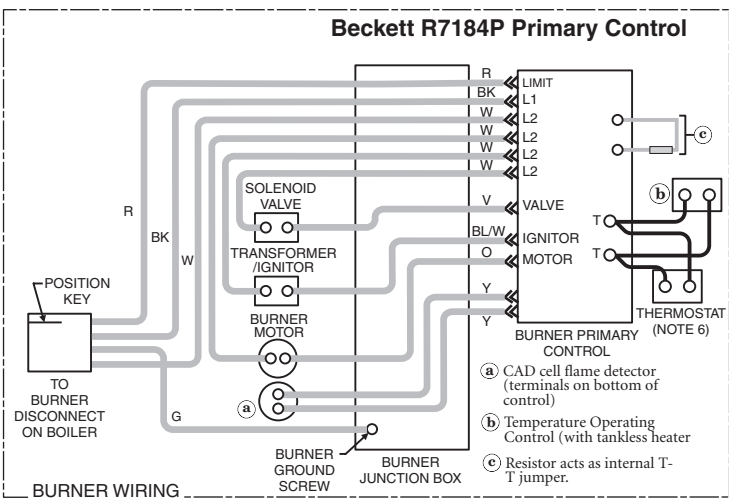 Beckett R7184P Primary Control
R
BK
W
W
W
W
LIMIT
L1
L2
L2
L2
L2
c
SOLENOID
VALVE
V
VALVE
b
R
BK
W
TRANSFORMER
/IGNITOR
BL/W
IGNITOR
T
O
MOTOR
T
POSITION
KEY
BURNER
MOTOR
Y
Y
THERMOSTAT
(NOTE 6)
BURNER PRIMARY
CONTROL
TO
BURNER
DISCONNECT
ON BOILER
a
G
a CAD cell flame detector
(terminals on bottom of
control)
b Temperature Operating
Control (with tankless heater
c Resistor acts as internal T-
T jumper.
BURNER
GROUND
SCREW
BURNER
JUNCTION BOX
BURNER WIRING